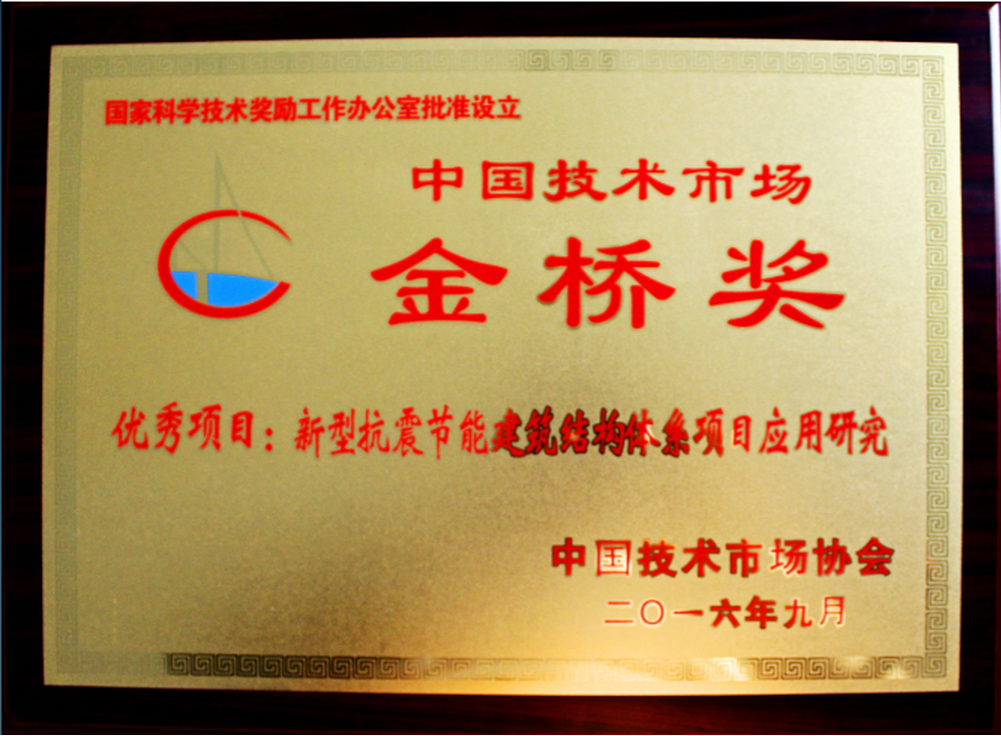 国家科学技术奖励工作办公室批准设立
中国技术市场
金桥奖
优秀项目：新型抗震节能建筑结构体系项目应用研究
中国技术市场协会
二〇一六年九月